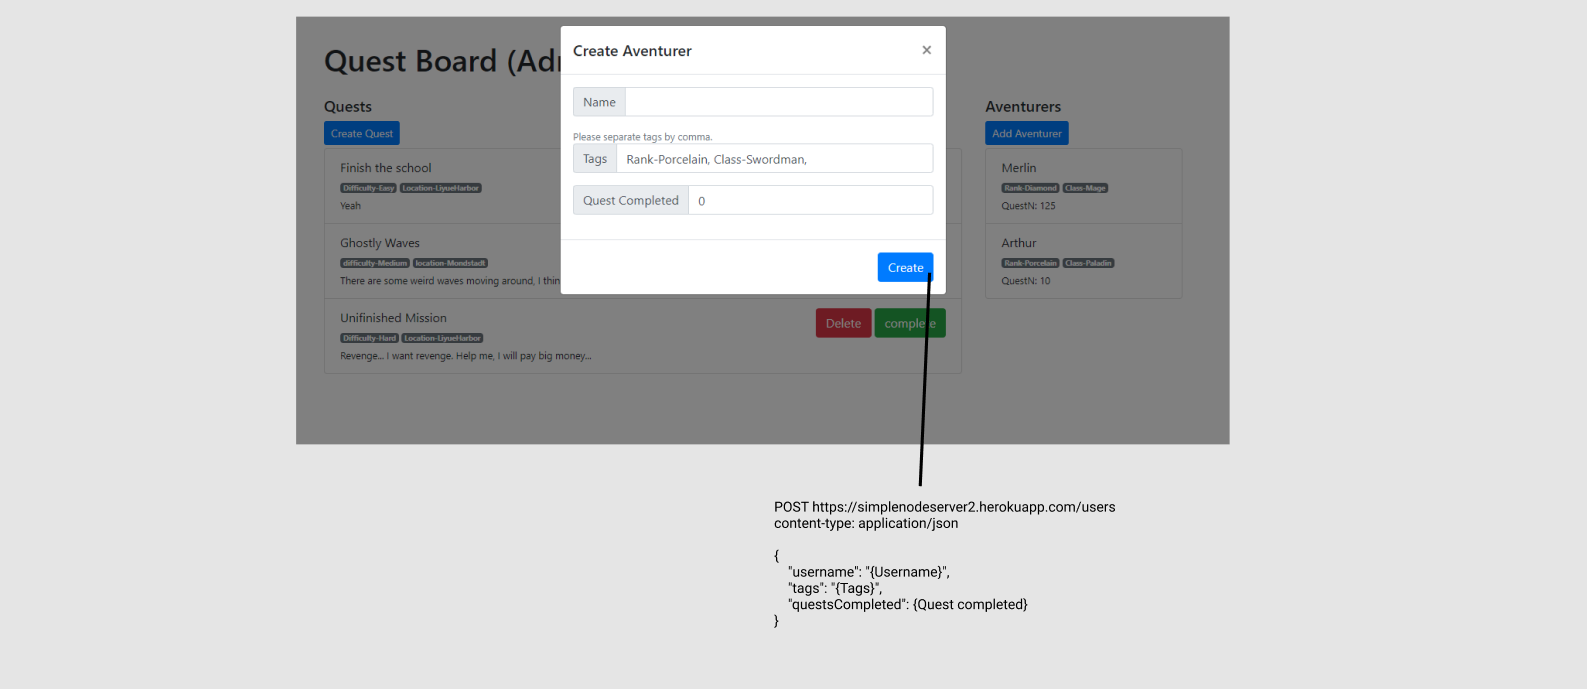 Quest Board (Ad
Create Aventurer
×
Name
Please separate tags by comma.
Tags
Rank-Porcelain, Class-Swordman,
Quest Completed
0
Create
Quests
Create Quest
Finish the school
Difficulty-Easy Location-LiyueHarbor
Yeah
Ghostly Waves
difficulty-Medium location-Mondstadt
There are some weird waves moving around, I thin
Unifinished Mission
Difficulty-Hard Location-LiyueHarbor
Revenge... I want revenge. Help me, I will pay big money...
Delete
complete
Aventurers
Add Aventurer
Merlin
Rank-Diamond Class-Mage
QuestN: 125
Arthur
Rank-Porcelain Class-Paladin
QuestN: 10
POST https://simplenodeserver2.herokuapp.com/users
content-type: application/json
{
"username": "{Username}",
"tags": "{Tags}",
"questsCompleted": {Quest completed}
}